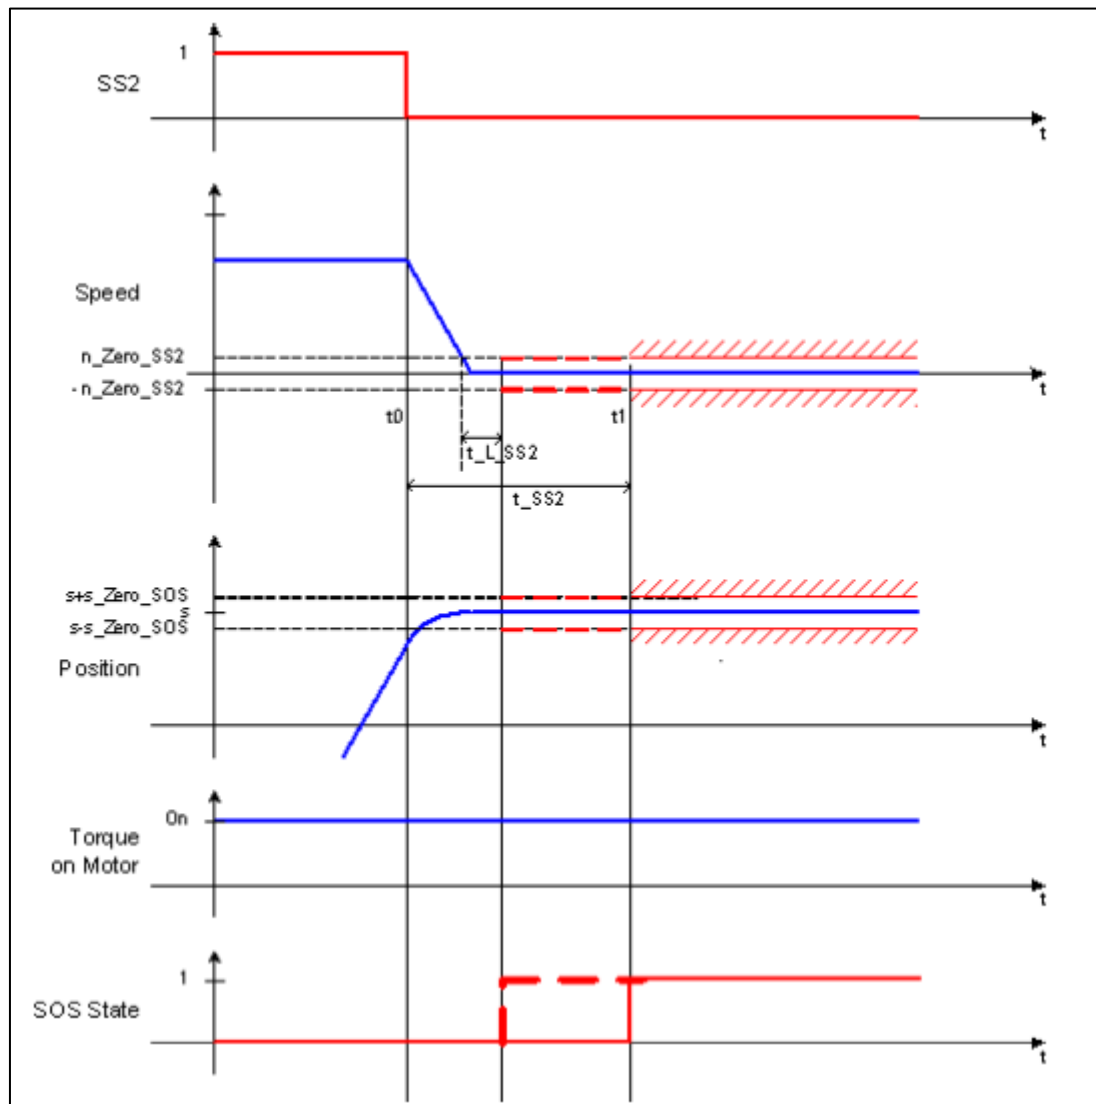 1
SS2
t
Speed
n_Zero_SS2
- n_Zero_SS2
t
t0
t1
t_L_SS2
t_SS2
s+s_Zero_SOS
s
s-s_Zero_SOS
Position
t
On
Torque
on Motor
t
1
SOS State
t